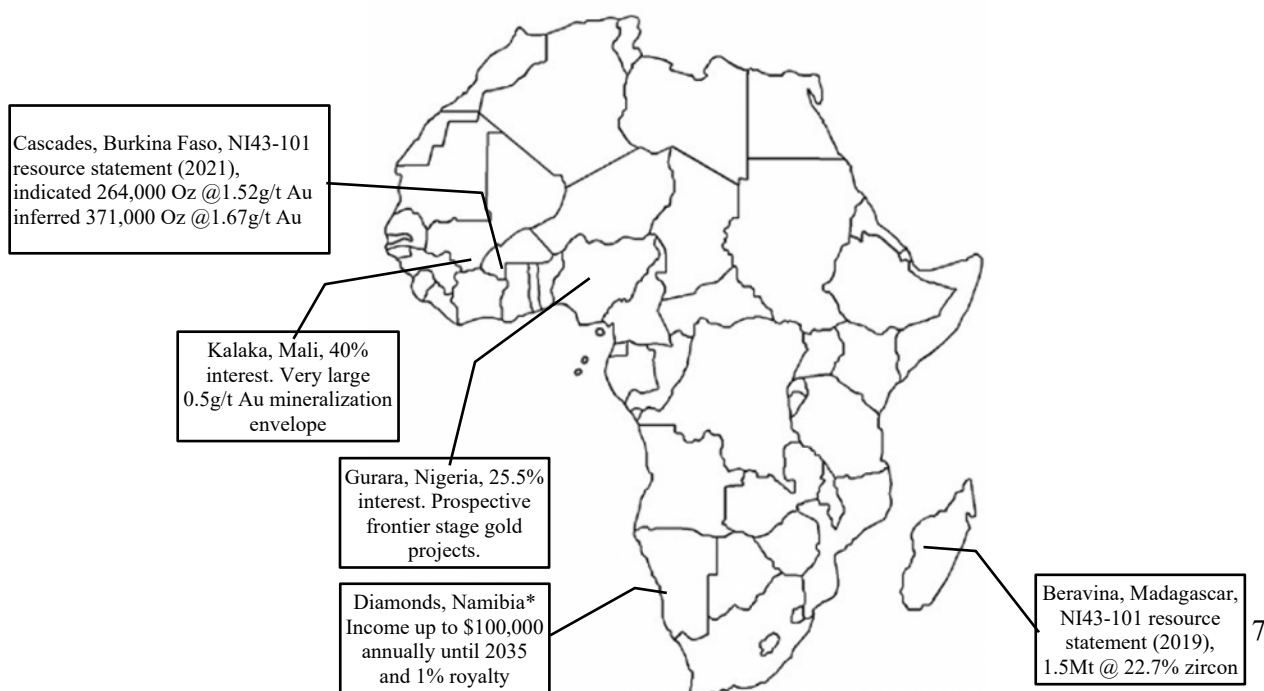 Cascades, Burkina Faso, NI43-101
resource statement (2021),
indicated 264,000 Oz @1.52g/t Au
inferred 371,000 Oz @1.67g/t Au
Kalaka, Mali, 40%
interest. Very large
0.5g/t Au mineralization
envelope
Gurara, Nigeria, 25.5%
interest. Prospective
frontier stage gold
projects.
Diamonds, Namibia*
Income up to $100,000
annually until 2035
and 1% royalty
Beravina, Madagascar,
NI43-101 resource
statement (2019),
1.5Mt @ 22.7% zircon
7